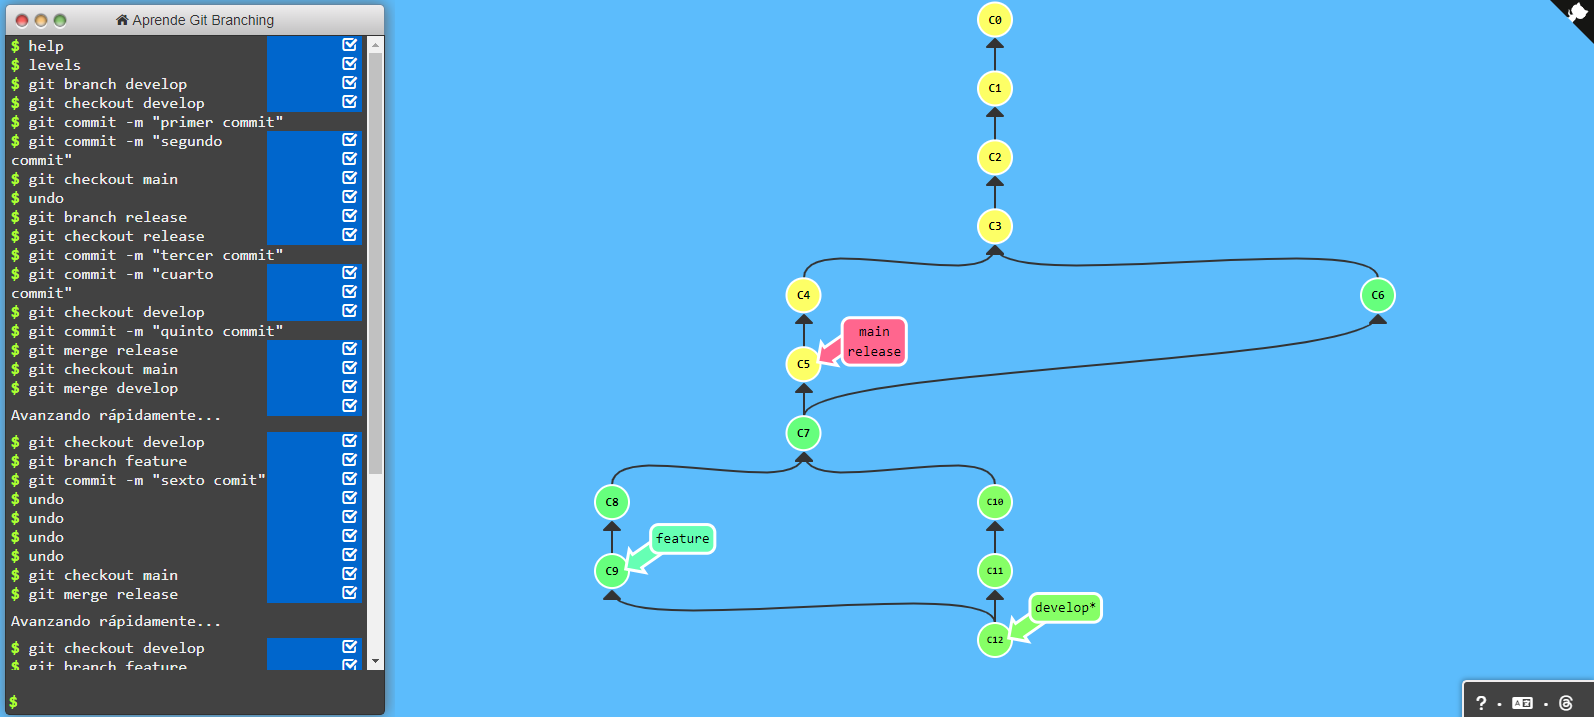 Aprende Git Branching
$ help
$ levels
$ git branch develop
$ git checkout develop
$ git commit -m "primer commit"
$ git commit -m "segundo
commit"
$ git checkout main
$ undo
$ git branch release
$ git checkout release
$ git commit -m "tercer commit"
$ git commit -m "cuarto
commit"
$ git checkout develop
$ git commit -m "quinto commit"
$ git merge release
$ git checkout main
$ git merge develop
Avanzando rápidamente...
$ git checkout develop
$ git branch feature
$ git commit -m "sexto comit"
$ undo
$ undo
$ undo
$ undo
$ git checkout main
$ git merge release
Avanzando rápidamente...
$ git checkout develop
$ git branch feature
$
C0
C1
C2
C3
C4
C6
main
release
C5
C7
C8
C10
feature
C9
C11
develop*
C12
?